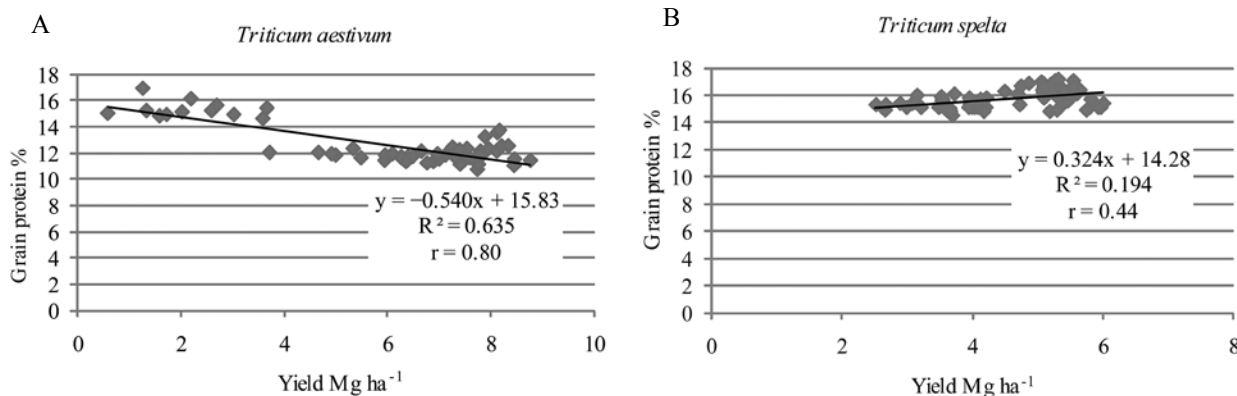 A
Triticum aestivum
Grain protein %
18
16
14
12
10
8
6
4
2
0
y = −0.540x + 15.83
R² = 0.635
r = 0.80
0 2 4 6 8 10
Yield Mg ha⁻¹
B
Triticum spelta
Grain protein %
18
16
14
12
10
8
6
4
2
0
y = 0.324x + 14.28
R² = 0.194
r = 0.44
0 2 4 6 8
Yield Mg ha⁻¹